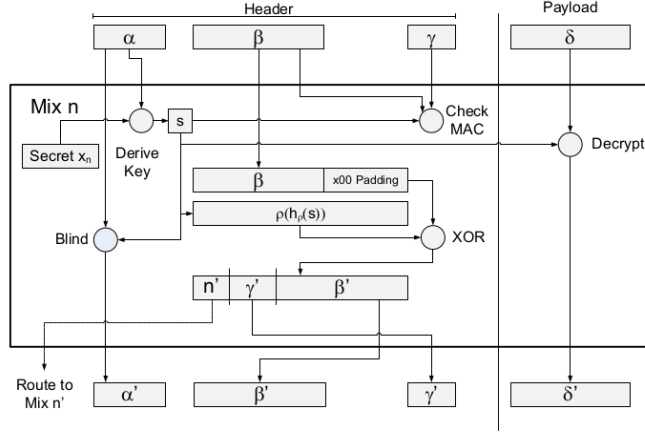 Header
Payload
α
β
γ
δ
Mix n
s
Check
MAC
Secret xn
Derive
Key
Decrypt
β
x00 Padding
ρ(hρ(s))
Blind
XOR
n'
γ'
β'
Route to
Mix n'
α'
β'
γ'
δ'